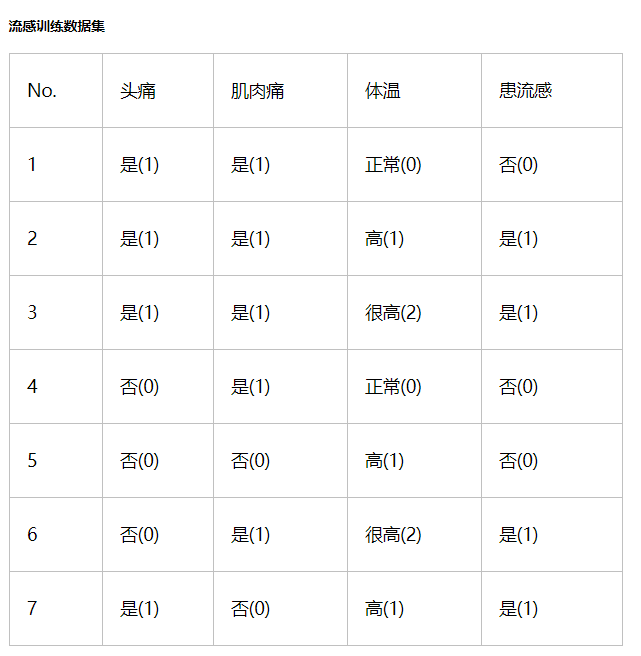 流感训练数据集
No. 头痛 肌肉痛 体温 患流感
1 是(1) 是(1) 正常(0) 否(0)
2 是(1) 是(1) 高(1) 是(1)
3 是(1) 是(1) 很高(2) 是(1)
4 否(0) 是(1) 正常(0) 否(0)
5 否(0) 否(0) 高(1) 否(0)
6 否(0) 是(1) 很高(2) 是(1)
7 是(1) 否(0) 高(1) 是(1)